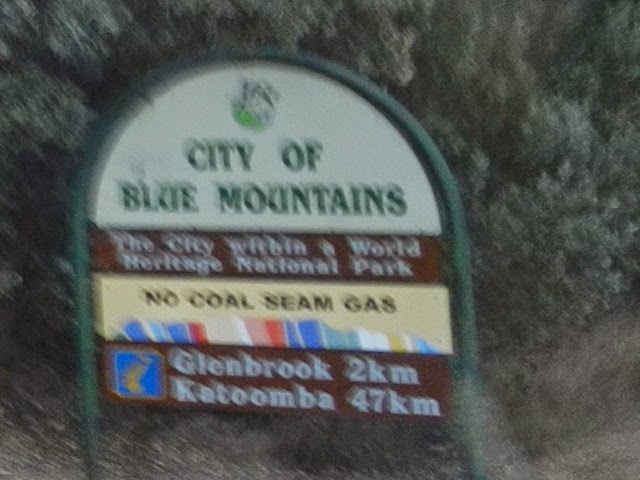 CITY OF
BLUE MOUNTAINS
The City within a World
Heritage National Park
NO COAL SEAM GAS
Glenbrook 2km
Katoomba 47km